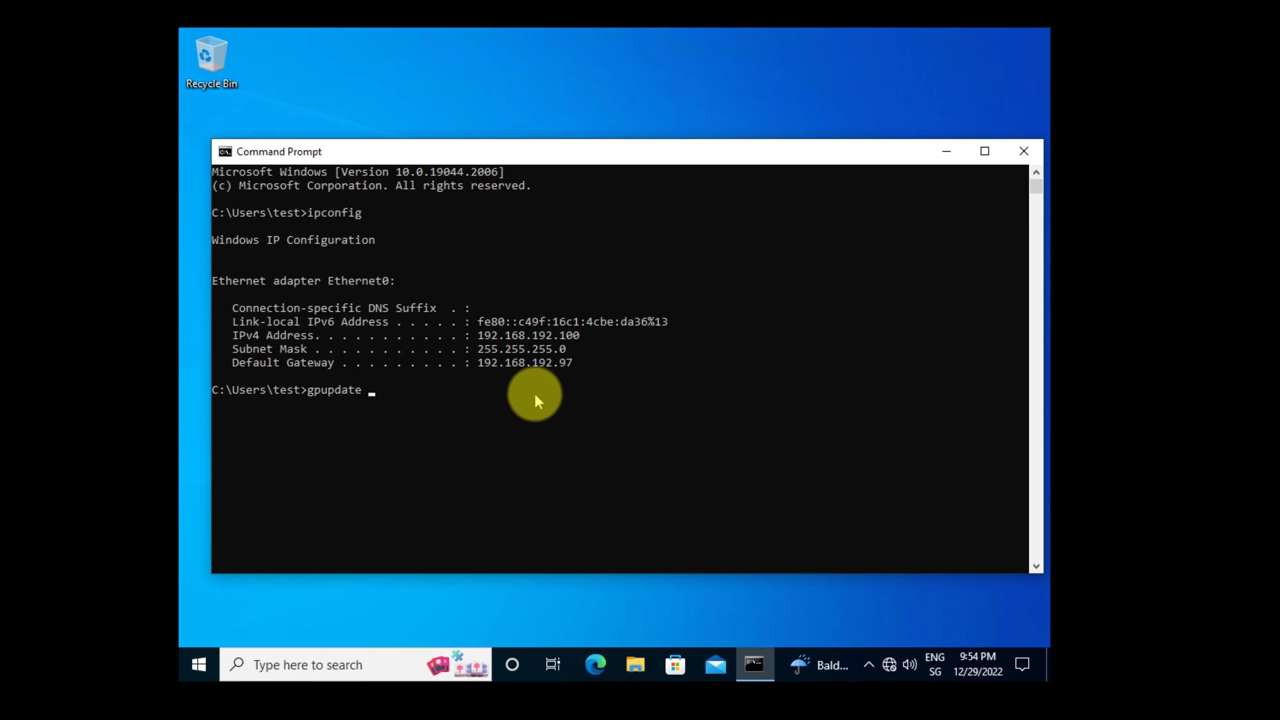 Recycle Bin
Command Prompt
Microsoft Windows [Version 10.0.19044.2006]
(c) Microsoft Corporation. All rights reserved.
C:\Users\test>ipconfig
Windows IP Configuration
Ethernet adapter Ethernet0:
Connection-specific DNS Suffix  . :
Link-local IPv6 Address . . . . . : fe80::c49f:16c1:4cbe:da36%13
IPv4 Address. . . . . . . . . . . : 192.168.192.100
Subnet Mask . . . . . . . . . . . : 255.255.255.0
Default Gateway . . . . . . . . . : 192.168.192.97
C:\Users\test>gpupdate _
Type here to search
Bald...
ENG
SG
9:54 PM
12/29/2022